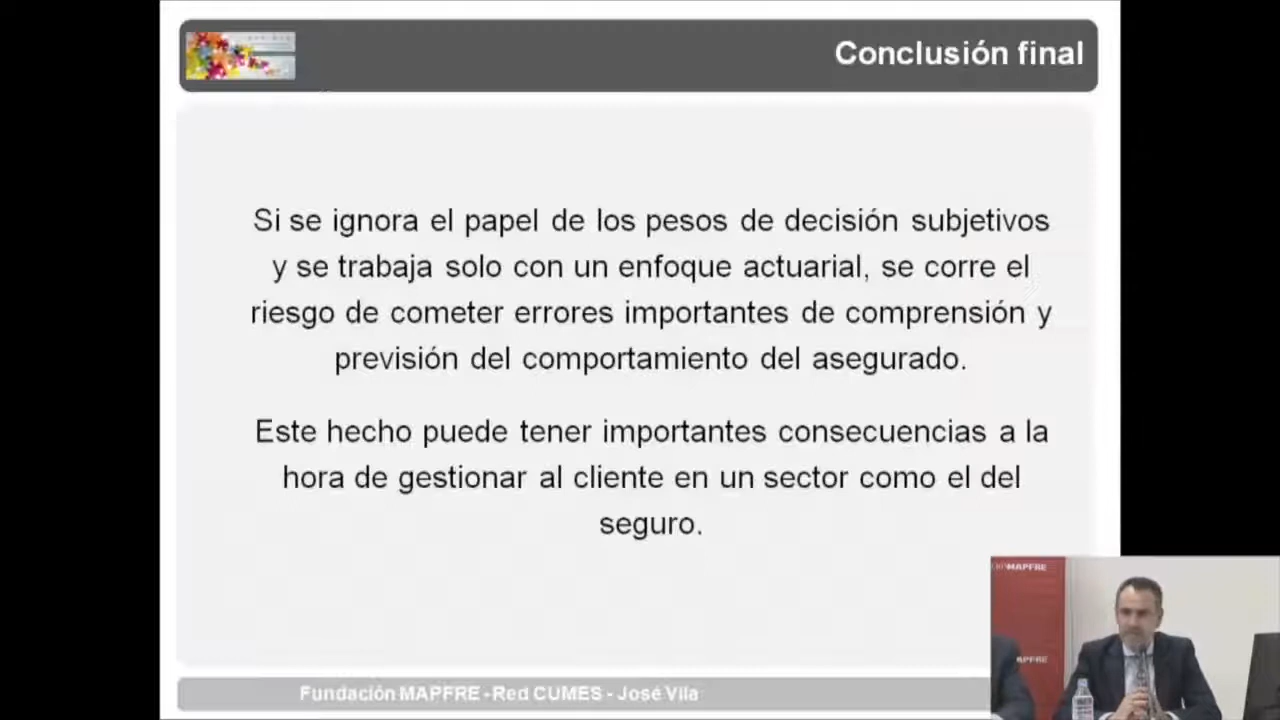 Conclusión final
Si se ignora el papel de los pesos de decisión subjetivos
y se trabaja solo con un enfoque actuarial, se corre el
riesgo de cometer errores importantes de comprensión y
previsión del comportamiento del asegurado.
Este hecho puede tener importantes consecuencias a la
hora de gestionar al cliente en un sector como el del
seguro.
Fundación MAPFRE -Red CUMES - José Vila
MAPFRE